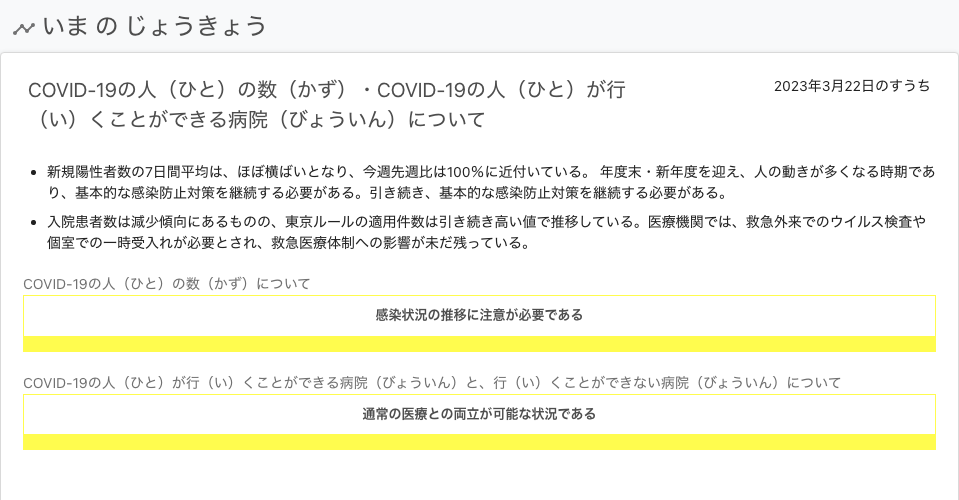 いま の じょうきょう
COVID-19の人（ひと）の数（かず）・COVID-19の人（ひと）が行
（い）くことができる病院（びょういん）について
2023年3月22日のすうち
新規陽性者数の7日間平均は、ほぼ横ばいとなり、今週先週比は100%に近付いている。 年度末・新年度を迎え、人の動きが多くなる時期であ
り、基本的な感染防止対策を継続する必要がある。引き続き、基本的な感染防止対策を継続する必要がある。
入院患者数は減少傾向にあるものの、東京ルールの適用件数は引き続き高い値で推移している。医療機関では、救急外来でのウイルス検査や
個室での一時受入れが必要とされ、救急医療体制への影響が未だ残っている。
COVID-19の人（ひと）の数（かず）について
感染状況の推移に注意が必要である
COVID-19の人（ひと）が行（い）くことができる病院（びょういん）と、行（い）くことができない病院（びょういん）について
通常の医療との両立が可能な状況である